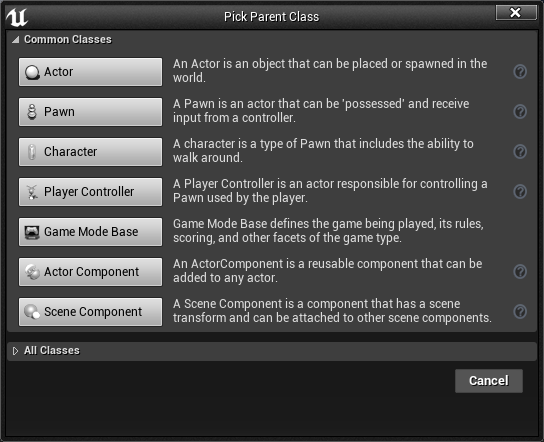 Pick Parent Class
Common Classes
Actor
An Actor is an object that can be placed or spawned in the
world.
Pawn
A Pawn is an actor that can be 'possessed' and receive
input from a controller.
Character
A character is a type of Pawn that includes the ability to
walk around.
Player Controller
A Player Controller is an actor responsible for controlling a
Pawn used by the player.
Game Mode Base
Game Mode Base defines the game being played, its rules,
scoring, and other facets of the game type.
Actor Component
An ActorComponent is a reusable component that can be
added to any actor.
Scene Component
A Scene Component is a component that has a scene
transform and can be attached to other scene components.
All Classes
Cancel